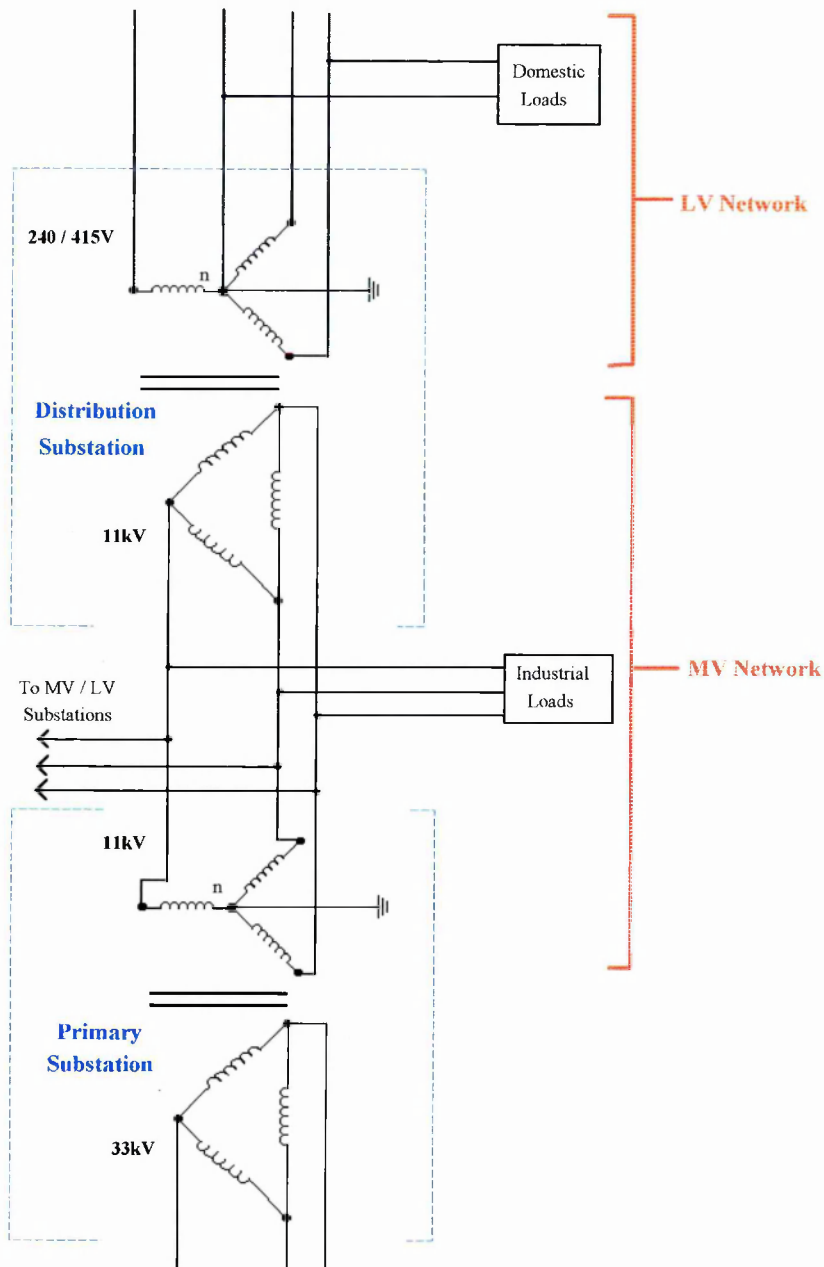 Domestic
Loads
LV Network
240 / 415V
n
Distribution
Substation
11kV
Industrial
Loads
MV Network
To MV / LV
Substations
11kV
n
Primary
Substation
33kV